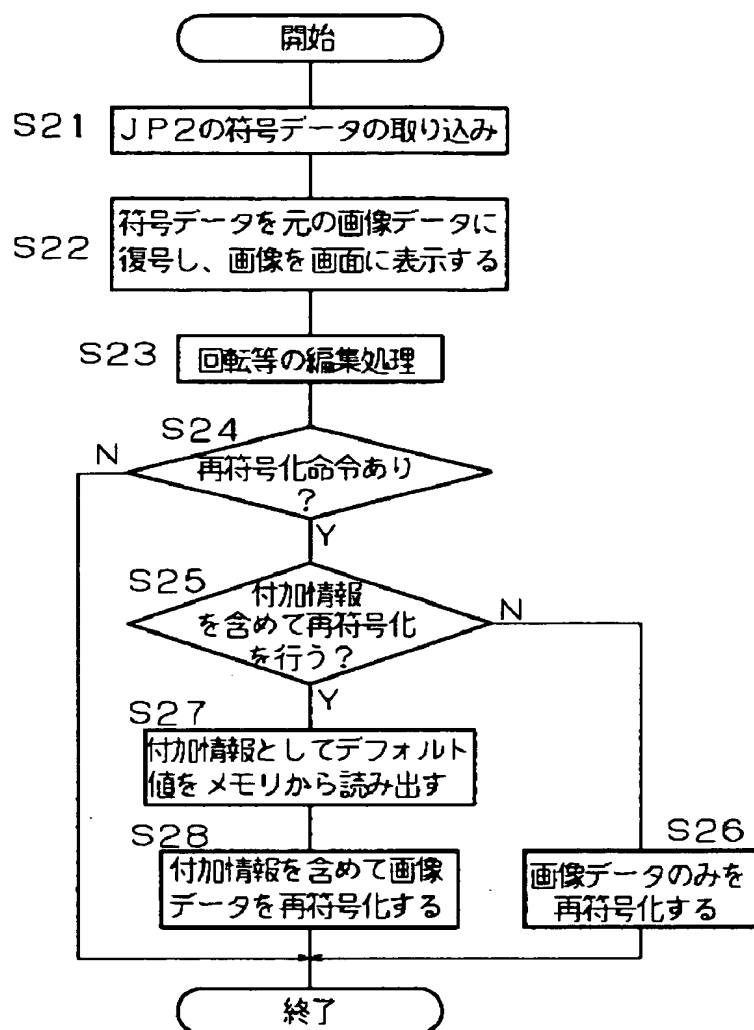 開始
S21
JP2の符号データの取り込み
S22
符号データを元の画像データに
復号し、画像を画面に表示する
S23
回転等の編集処理
S24
N
再符号化命令あり
?
Y
S25
付加情報
を含めて再符号化
を行う?
N
Y
S27
付加情報としてデフォルト
値をメモリから読み出す
S28
付加情報を含めて画像
データを再符号化する
S26
画像データのみを
再符号化する
終了